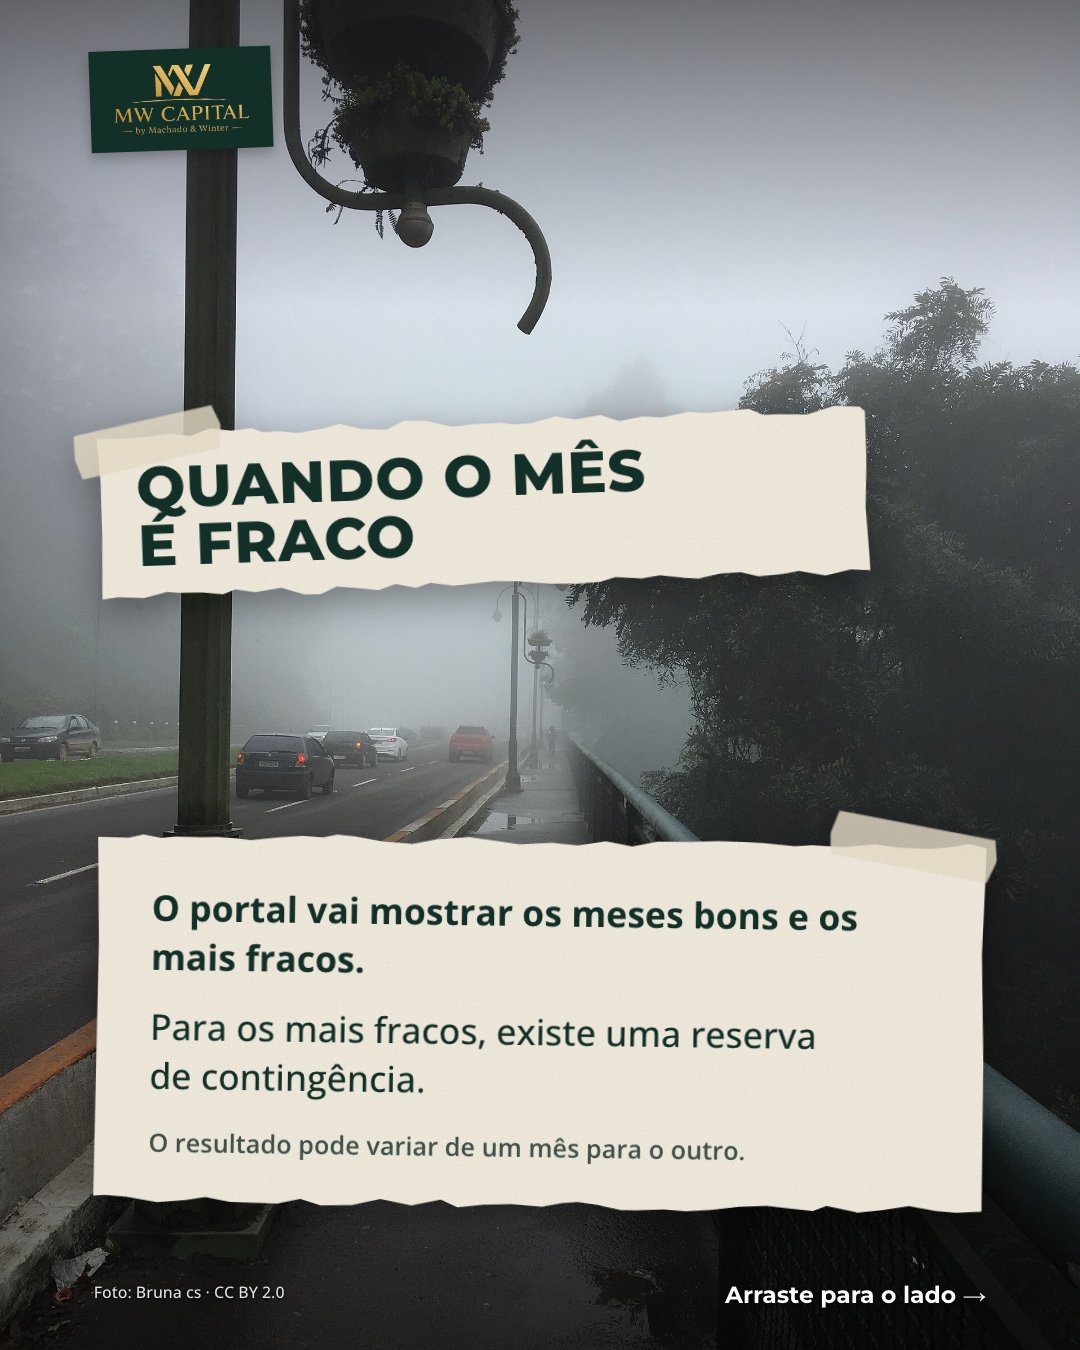 MW CAPITAL
by Machado & Winter
QUANDO O MÊS
É FRACO
O portal vai mostrar os meses bons e os
mais fracos.
Para os mais fracos, existe uma reserva
de contingência.
O resultado pode variar de um mês para o outro.
Foto: Bruna cs · CC BY 2.0
Arraste para o lado →